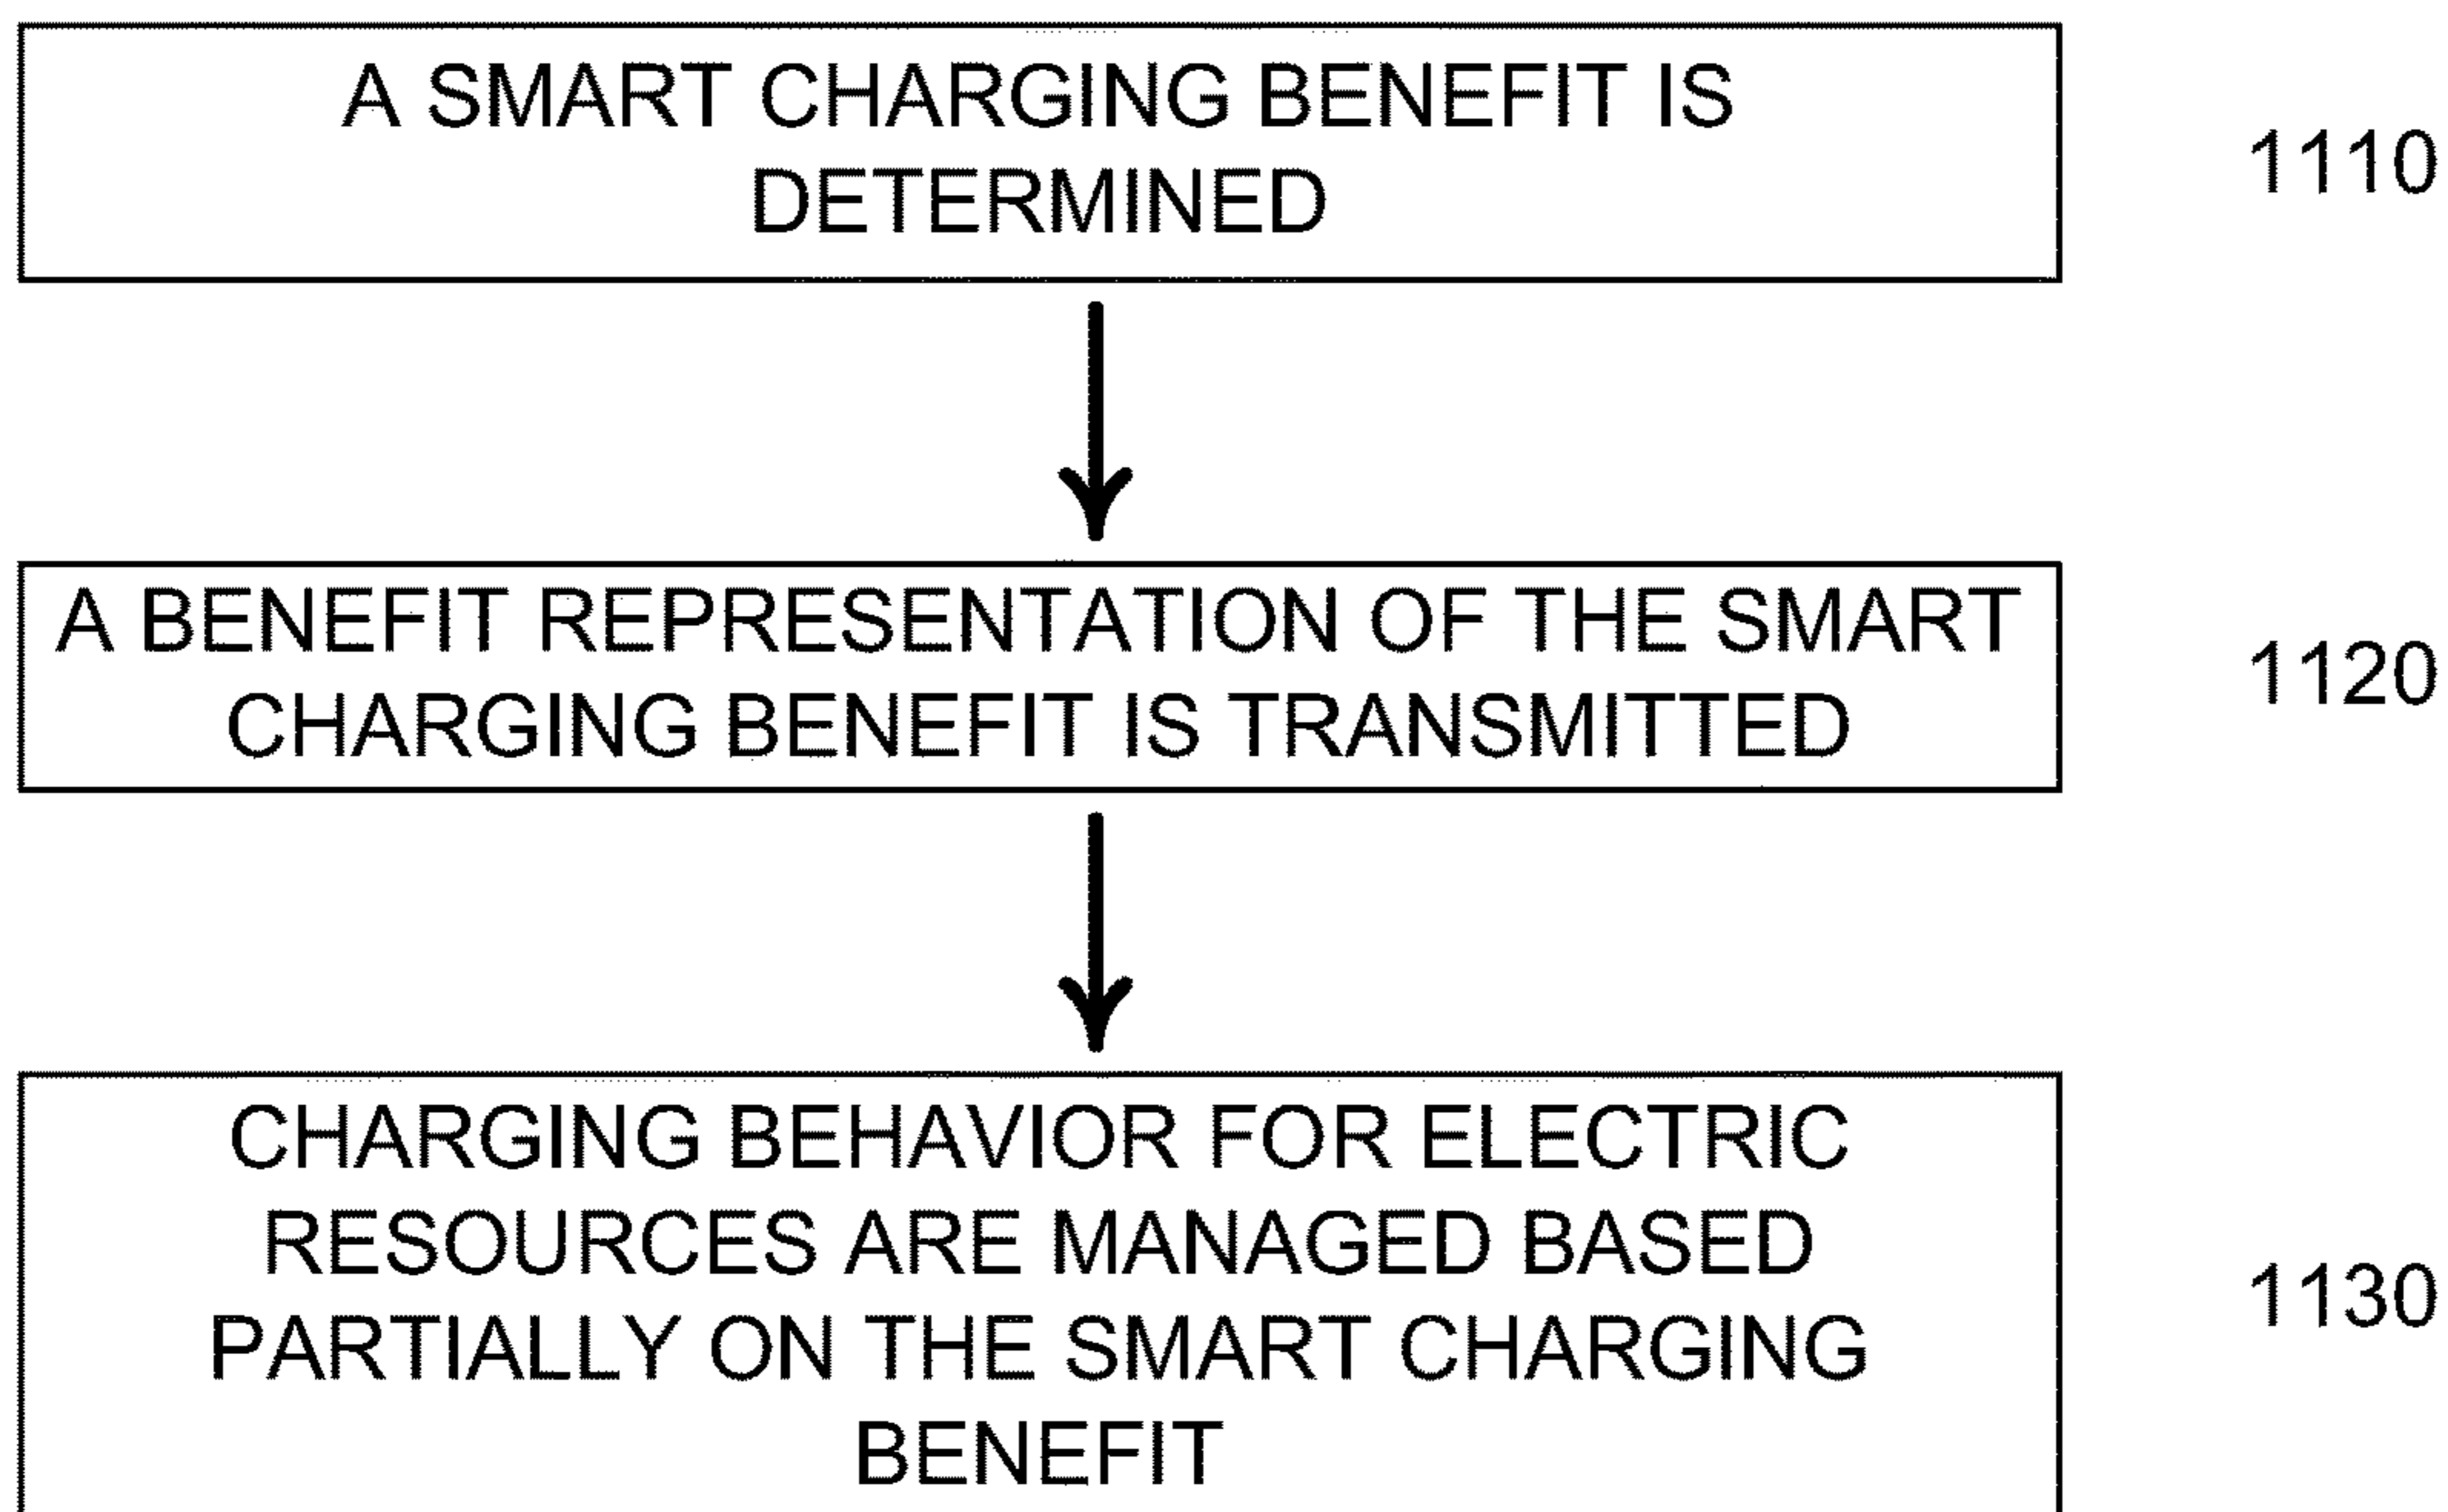 A SMART CHARGING BENEFIT IS
DETERMINED
1110
A BENEFIT REPRESENTATION OF THE SMART
CHARGING BENEFIT IS TRANSMITTED
1120
CHARGING BEHAVIOR FOR ELECTRIC
RESOURCES ARE MANAGED BASED
PARTIALLY ON THE SMART CHARGING
BENEFIT
1130